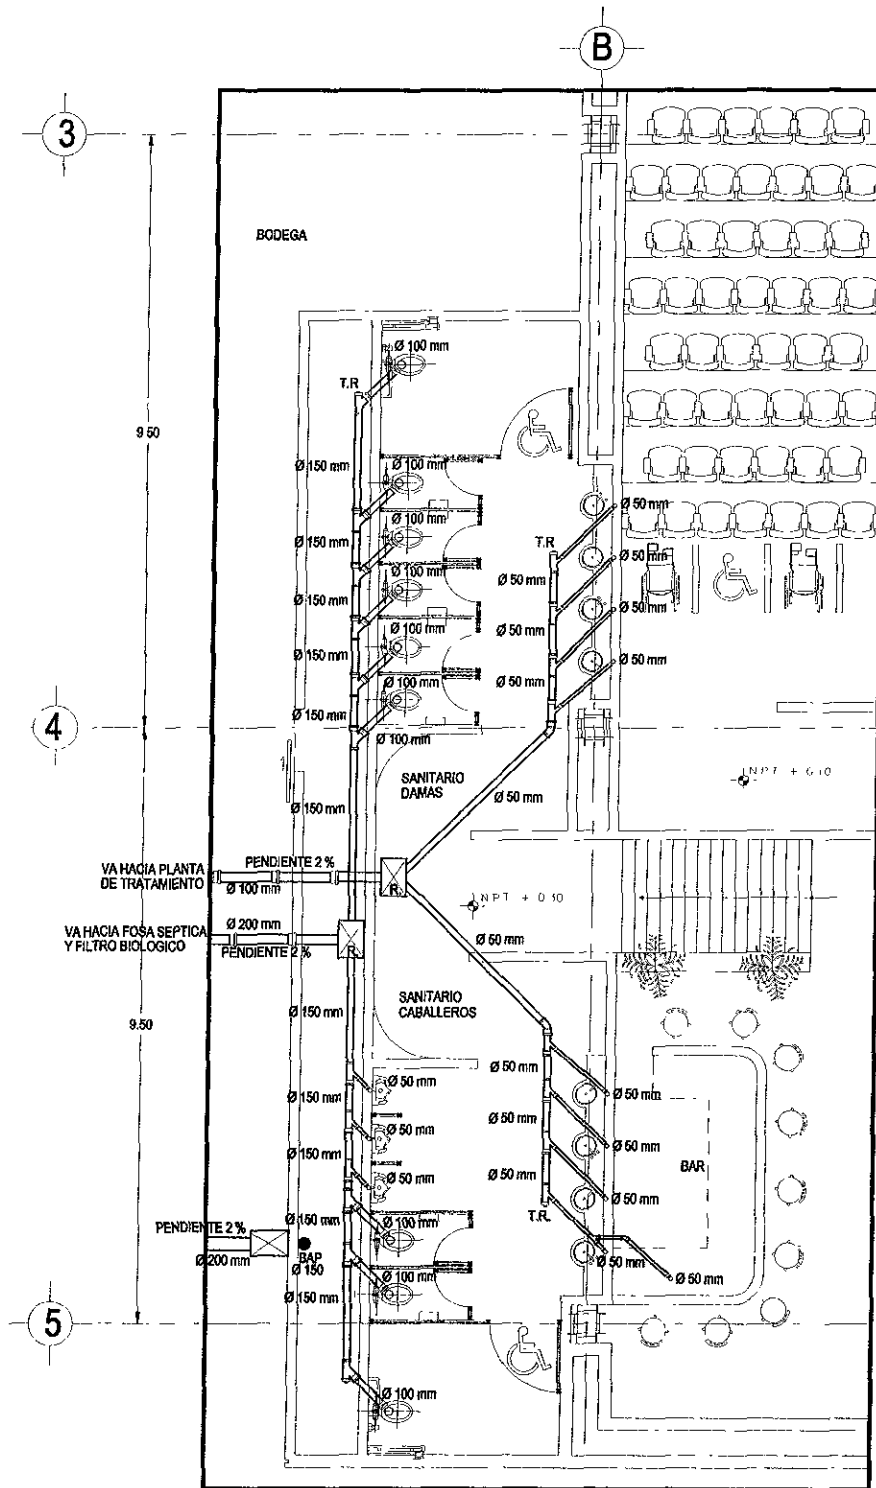 B
3
BODEGA
Ø 100 mm
T.R
9 50
Ø 150 mm
Ø 100 mm
Ø 50 mm
Ø 100 mm
T.R
Ø 150 mm
Ø 100 mm
Ø 50 mm
Ø 50 mm
Ø 150 mm
Ø 100 mm
Ø 50 mm
Ø 50 mm
Ø 150 mm
Ø 100 mm
Ø 50 mm
Ø 50 mm
Ø 150 mm
4
Ø 100 mm
SANITARIO
DAMAS
NPT + 0.10
Ø 50 mm
Ø 150 mm
VA HACIA PLANTA
DE TRATAMIENTO
PENDIENTE 2 %
Ø 100 mm
R.
NPT + 0 10
VA HACIA FOSA SEPTICA
Y FILTRO BIOLOGICO
Ø 200 mm
PENDIENTE 2 %
R.
Ø 50 mm
SANITARIO
CABALLEROS
Ø 150 mm
9.50
Ø 50 mm
Ø 50 mm
Ø 50 mm
Ø 150 mm
Ø 50 mm
Ø 50 mm
Ø 50 mm
Ø 150 mm
BAR
Ø 50 mm
Ø 50 mm
Ø 50 mm
Ø 150 mm
T.R.
PENDIENTE 2 %
Ø 100 mm
Ø 200 mm
BAP
Ø 150
Ø 50 mm
Ø 50 mm
Ø 100 mm
Ø 150 mm
5
Ø 100 mm